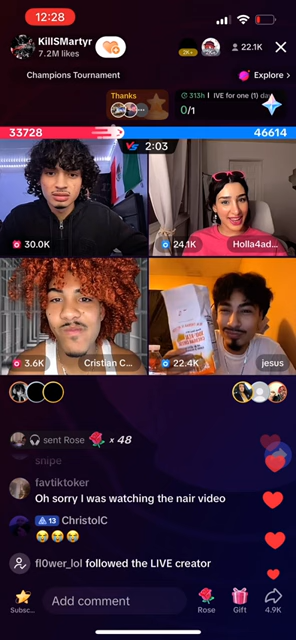 12:28
KillSMartyr
7.2M likes
22.1K
Champions Tournament
Explore >
Thanks
313h | IVE for one (1) da
0/1
33728
46614
VS 2:03
30.0K
24.1K
Holla4ad...
3.6K
Cristian C...
22.4K
jesus
sent Rose x 48
snipe
favtiktoker
Oh sorry I was watching the nair video
13 ChristolC
😭😭😭
fl0wer_lol followed the LIVE creator
Subsc...
Add comment
Rose
Gift
4.9K